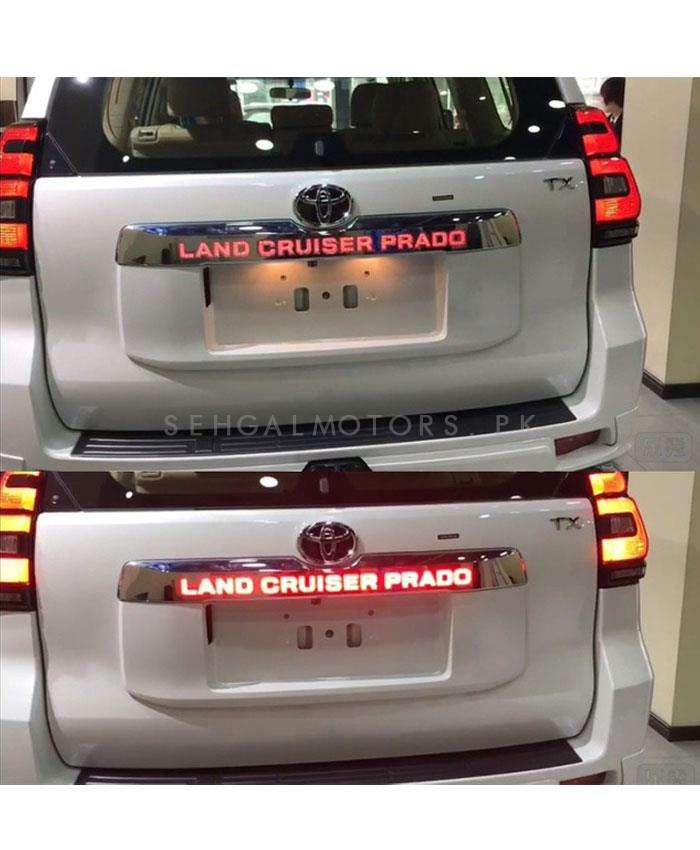 TX
LAND CRUISER PRADO
SEHGALMOTORS.PK
TX
LAND CRUISER PRADO